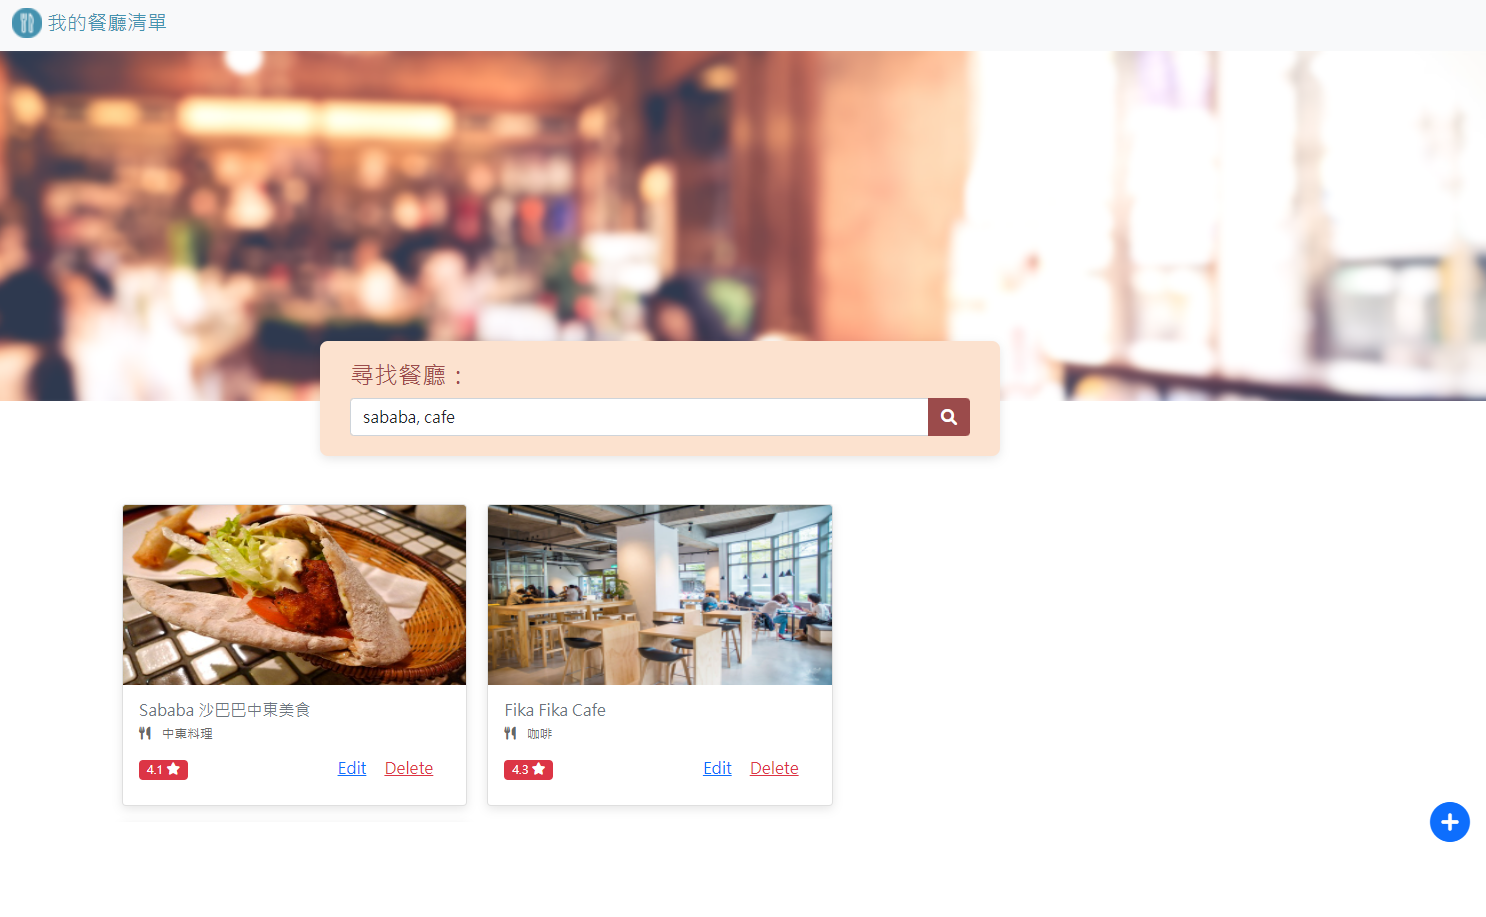 我的餐廳清單
尋找餐廳：
sababa, cafe
Sababa 沙巴巴中東美食
中東料理
4.1
Edit Delete
Fika Fika Cafe
咖啡
4.3
Edit Delete